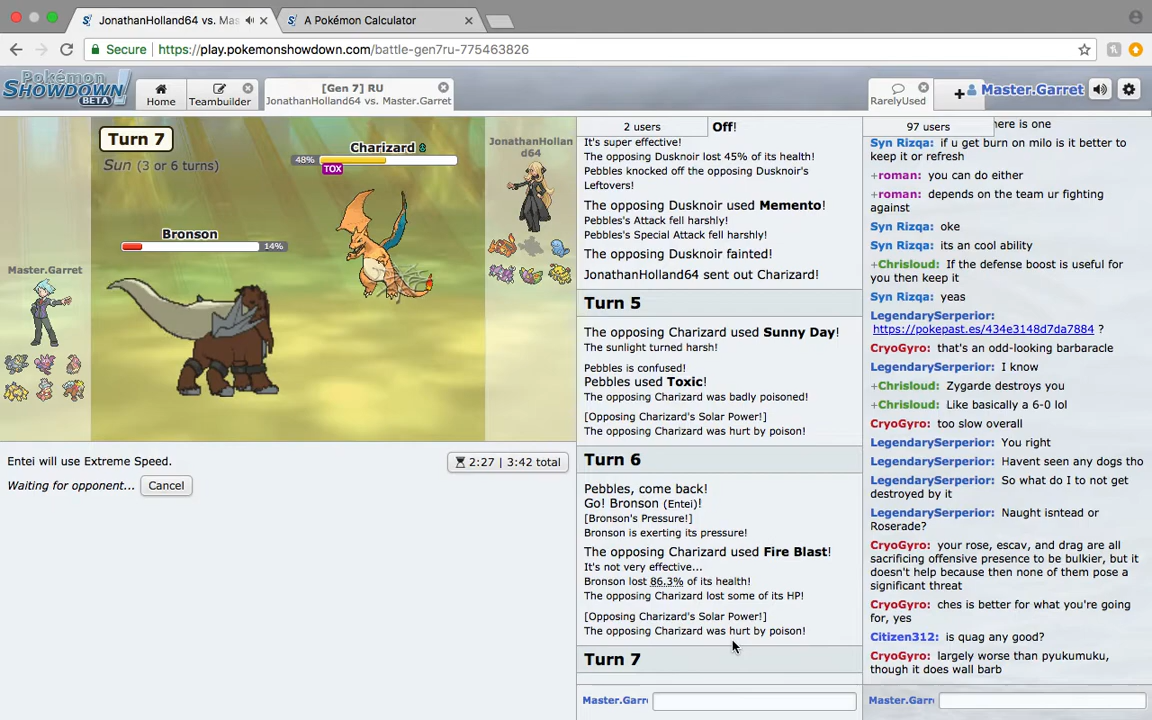 JonathanHolland64 vs. Mas
A Pokémon Calculator
Secure
https://play.pokemonshowdown.com/battle-gen7ru-775463826
Pokémon
SHOWDOWN!
BETA
Home
Teambuilder
[Gen 7] RU
JonathanHolland64 vs. Master.Garret
RarelyUsed
Master.Garret
Turn 7
Sun (3 or 6 turns)
Charizard
48%
TOX
Bronson
14%
JonathanHollan
d64
Master.Garret
Entei will use Extreme Speed.
2:27 | 3:42 total
Waiting for opponent...
Cancel
2 users
Off!
It's super effective!
The opposing Dusknoir lost 45% of its health!
Pebbles knocked off the opposing Dusknoir's
Leftovers!
The opposing Dusknoir used Memento!
Pebbles's Attack fell harshly!
Pebbles's Special Attack fell harshly!
The opposing Dusknoir fainted!
JonathanHolland64 sent out Charizard!
Turn 5
The opposing Charizard used Sunny Day!
The sunlight turned harsh!
Pebbles is confused!
Pebbles used Toxic!
The opposing Charizard was badly poisoned!
[Opposing Charizard's Solar Power!]
The opposing Charizard was hurt by poison!
Turn 6
Pebbles, come back!
Go! Bronson (Entei)!
[Bronson's Pressure!]
Bronson is exerting its pressure!
The opposing Charizard used Fire Blast!
It's not very effective...
Bronson lost 86.3% of its health!
The opposing Charizard lost some of its HP!
[Opposing Charizard's Solar Power!]
The opposing Charizard was hurt by poison!
Turn 7
Master.Garr
97 users
here is one
Syn Rizqa: if u get burn on milo is it better to
keep it or refresh
+roman: you can do either
+roman: depends on the team ur fighting
against
Syn Rizqa: oke
Syn Rizqa: its an cool ability
+Chrisloud: If the defense boost is useful for
you then keep it
Syn Rizqa: yeas
LegendarySerperior:
https://pokepast.es/434e3148d7da7884 ?
CryoGyro: that's an odd-looking barbaracle
LegendarySerperior: I know
+Chrisloud: Zygarde destroys you
+Chrisloud: Like basically a 6-0 lol
CryoGyro: too slow overall
LegendarySerperior: You right
LegendarySerperior: Havent seen any dogs tho
LegendarySerperior: So what do I to not get
destroyed by it
LegendarySerperior: Naught isntead or
Roserade?
CryoGyro: your rose, escav, and drag are all
sacrificing offensive presence to be bulkier, but it
doesn't help because then none of them pose a
significant threat
CryoGyro: ches is better for what you're going
for, yes
Citizen312: is quag any good?
CryoGyro: largely worse than pyukumuku,
though it does wall barb
Master.Garr